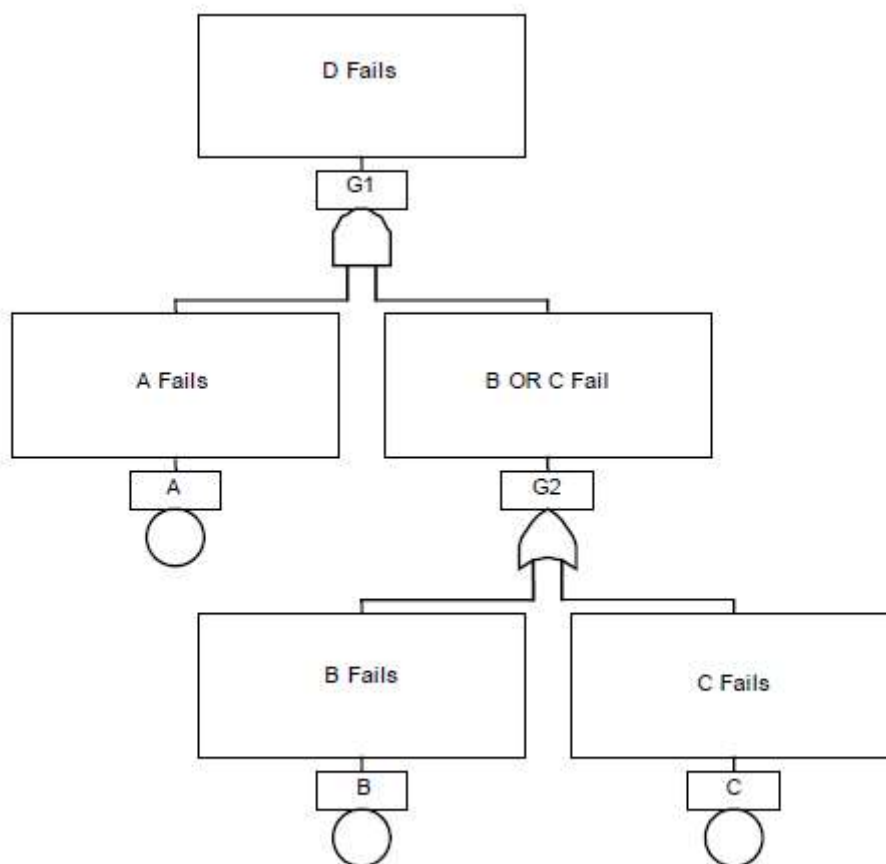 D Fails
G1
A Fails
B OR C Fail
A
G2
B Fails
C Fails
B
C